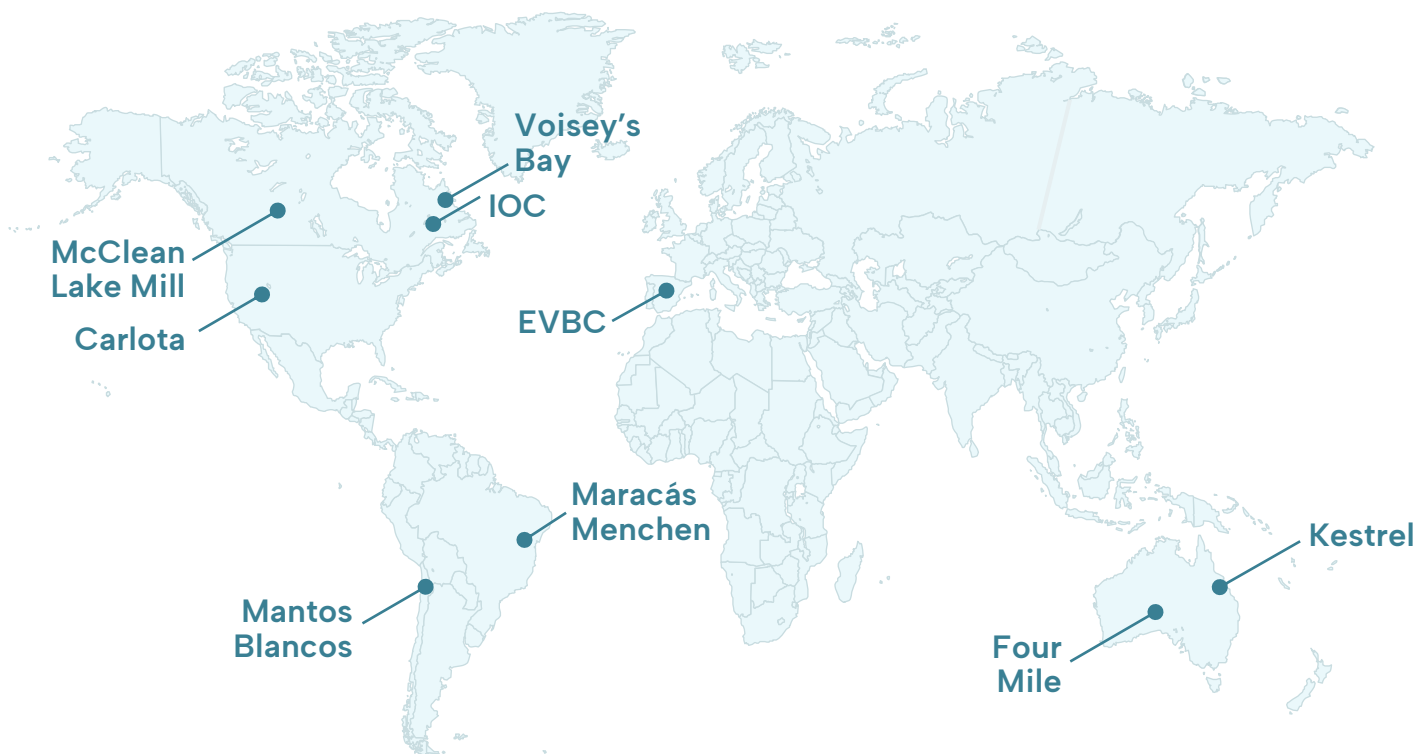 Voisey’s
Bay
IOC
McClean
Lake Mill
Carlota
EVBC
Maracás
Menchen
Mantos
Blancos
Kestrel
Four
Mile